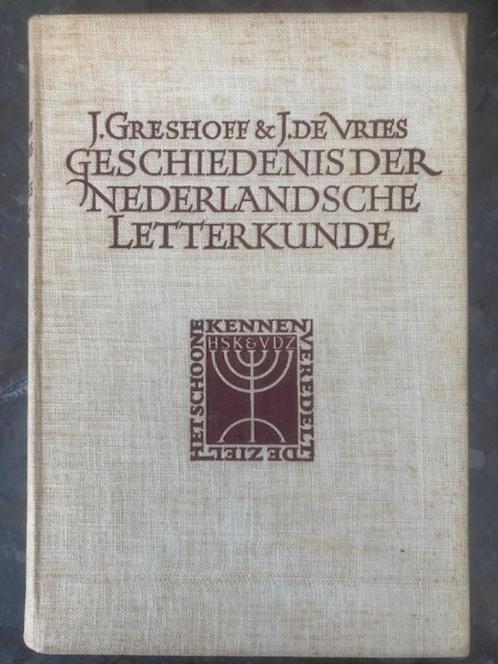 J. GRESHOFF & J. DE VRIES
GESCHIEDENIS DER
NEDERLANDSCHE
LETTERKUNDE
HET SCHOONE
KENNEN
VEREDELT
DE ZIEL
HSK&VDZ